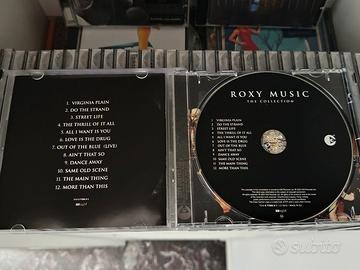 1. VIRGINIA PLAIN
2. DO THE STRAND
3. STREET LIFE
4. THE THRILL OF IT ALL
5. ALL I WANT IS YOU
6. LOVE IS THE DRUG
7. OUT OF THE BLUE (LIVE)
8. AIN'T THAT SO
9. DANCE AWAY
10. SAME OLD SCENE
11. THE MAIN THING
12. MORE THAN THIS
ROXY MUSIC
THE COLLECTION
VIRGINIA PLAIN
DO THE STRAND
STREET LIFE
THE THRILL OF IT ALL
ALL I WANT IS YOU
LOVE IS THE DRUG
OUT OF THE BLUE
AIN'T THAT SO
DANCE AWAY
SAME OLD SCENE
THE MAIN THING
MORE THAN THIS
subito